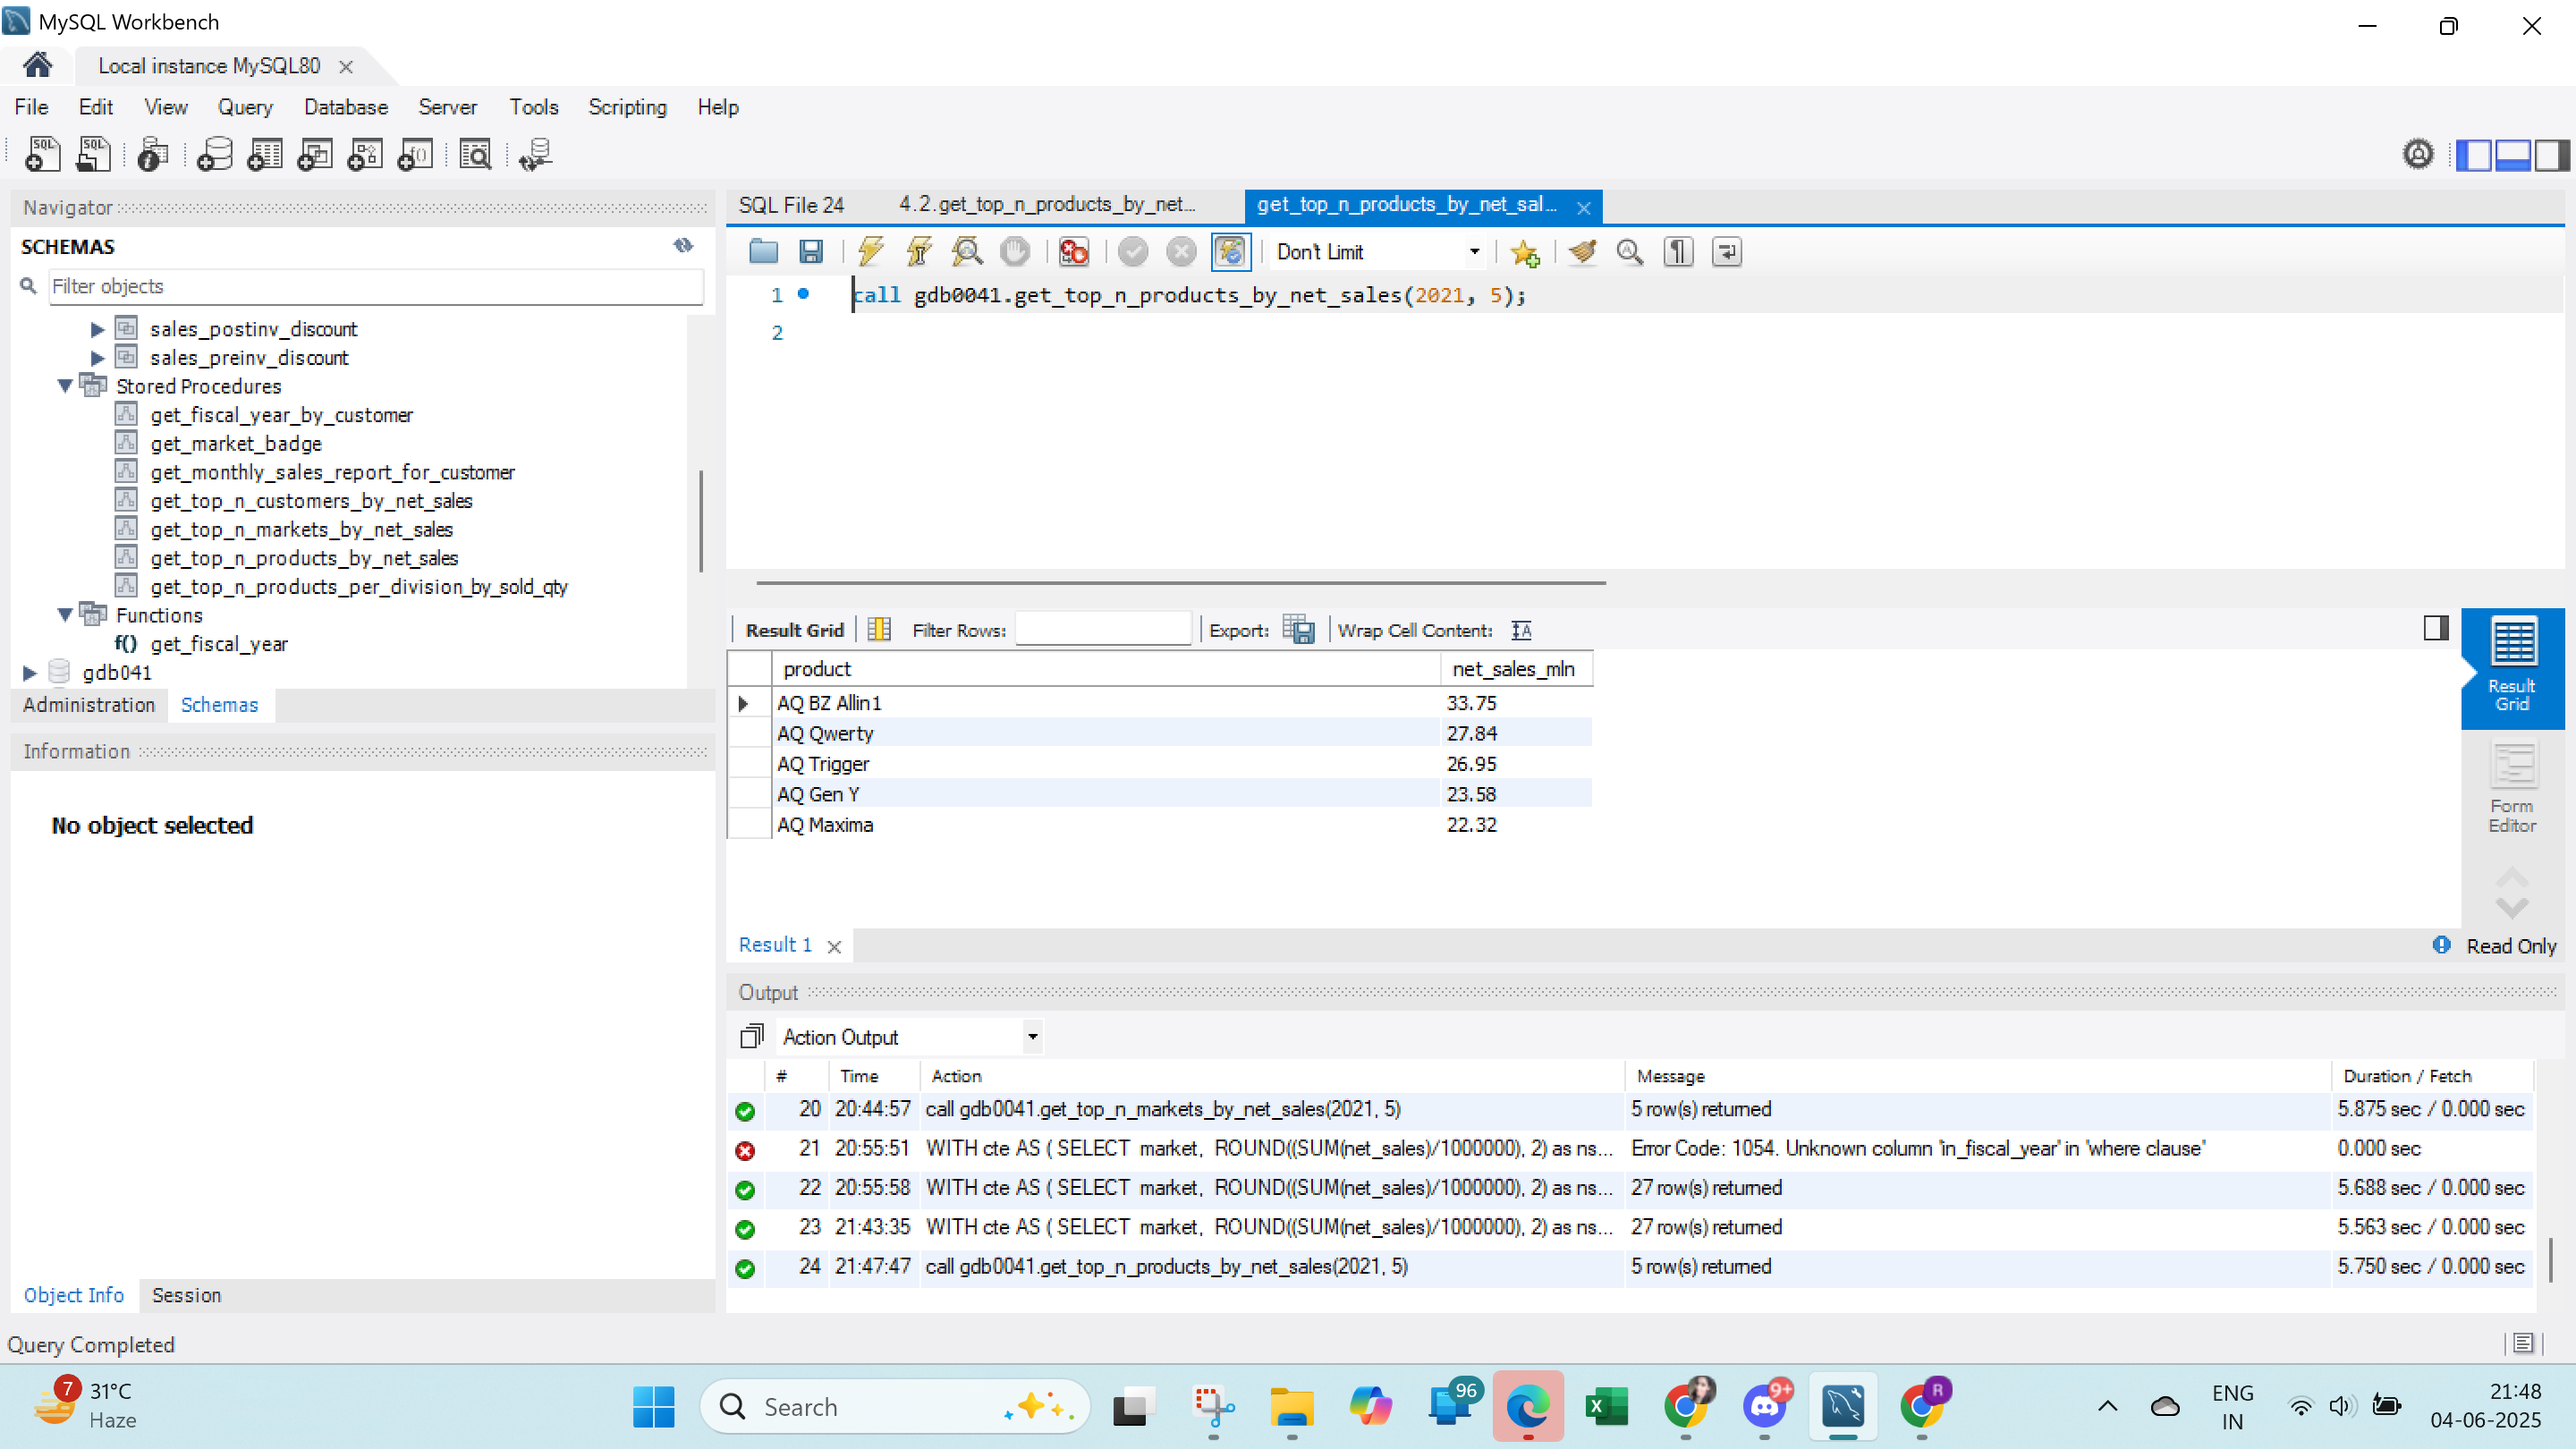 MySQL Workbench
Local instance MySQL80
File Edit View Query Database Server Tools Scripting Help
Navigator
SCHEMAS
Filter objects
sales_postinv_discount
sales_preinv_discount
Stored Procedures
get_fiscal_year_by_customer
get_market_badge
get_monthly_sales_report_for_customer
get_top_n_customers_by_net_sales
get_top_n_markets_by_net_sales
get_top_n_products_by_net_sales
get_top_n_products_per_division_by_sold_qty
Functions
f() get_fiscal_year
gdb041
Administration Schemas
Information
No object selected
Object Info Session
SQL File 24 4.2.get_top_n_products_by_net... get_top_n_products_by_net_sal...
Don't Limit
1 call gdb0041.get_top_n_products_by_net_sales(2021, 5);
2
Result Grid Filter Rows: Export: Wrap Cell Content:
product net_sales_mln
AQ BZ Allin1 33.75
AQ Qwerty 27.84
AQ Trigger 26.95
AQ Gen Y 23.58
AQ Maxima 22.32
Result
Grid
Form
Editor
Result 1
Read Only
Output
Action Output
# Time Action Message Duration / Fetch
20 20:44:57 call gdb0041.get_top_n_markets_by_net_sales(2021, 5) 5 row(s) returned 5.875 sec / 0.000 sec
21 20:55:51 WITH cte AS ( SELECT market, ROUND((SUM(net_sales)/1000000), 2) as ns... Error Code: 1054. Unknown column 'in_fiscal_year' in 'where clause' 0.000 sec
22 20:55:58 WITH cte AS ( SELECT market, ROUND((SUM(net_sales)/1000000), 2) as ns... 27 row(s) returned 5.688 sec / 0.000 sec
23 21:43:35 WITH cte AS ( SELECT market, ROUND((SUM(net_sales)/1000000), 2) as ns... 27 row(s) returned 5.563 sec / 0.000 sec
24 21:47:47 call gdb0041.get_top_n_products_by_net_sales(2021, 5) 5 row(s) returned 5.750 sec / 0.000 sec
Query Completed
7
31°C
Haze
Search
96
9+
R
ENG
IN
21:48
04-06-2025